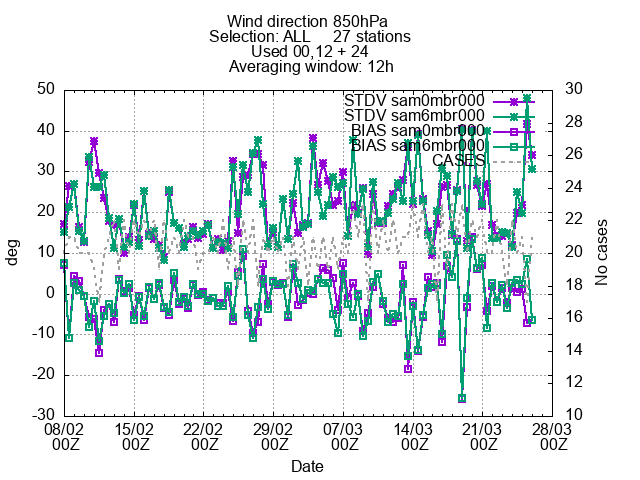 Wind direction 850hPa
Selection: ALL 27 stations
Used 00,12 + 24
Averaging window: 12h
STDV sam0mbr000
STDV sam6mbr000
BIAS sam0mbr000
BIAS sam6mbr000
CASES
50
40
30
20
10
0
-10
-20
-30
deg
30
28
26
24
22
20
18
16
14
12
10
No cases
08/02 15/02 22/02 29/02 07/03 14/03 21/03 28/03
00Z 00Z 00Z 00Z 00Z 00Z 00Z 00Z
Date